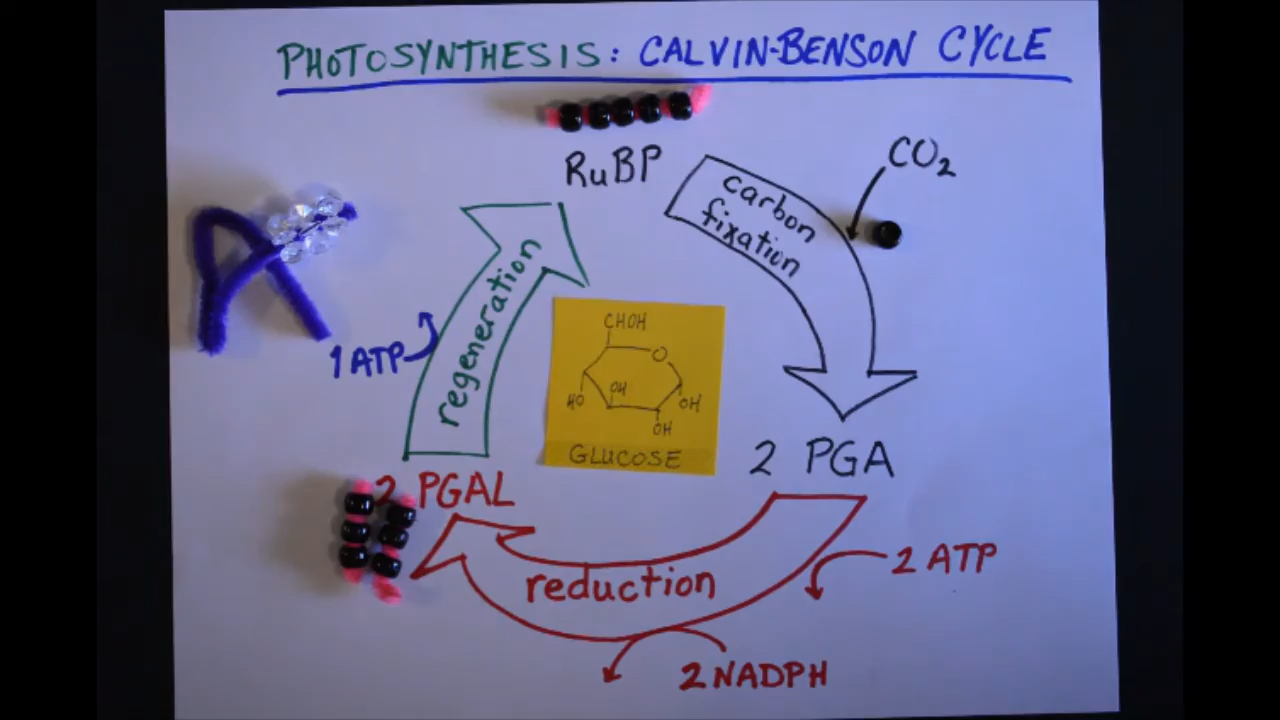 PHOTOSYNTHESIS: CALVIN-BENSON CYCLE
RuBP
CO2
carbon
fixation
regeneration
1 ATP
CHOH
O
HO
OH
OH
OH
GLUCOSE
2 PGA
2 PGAL
2 ATP
reduction
2 NADPH